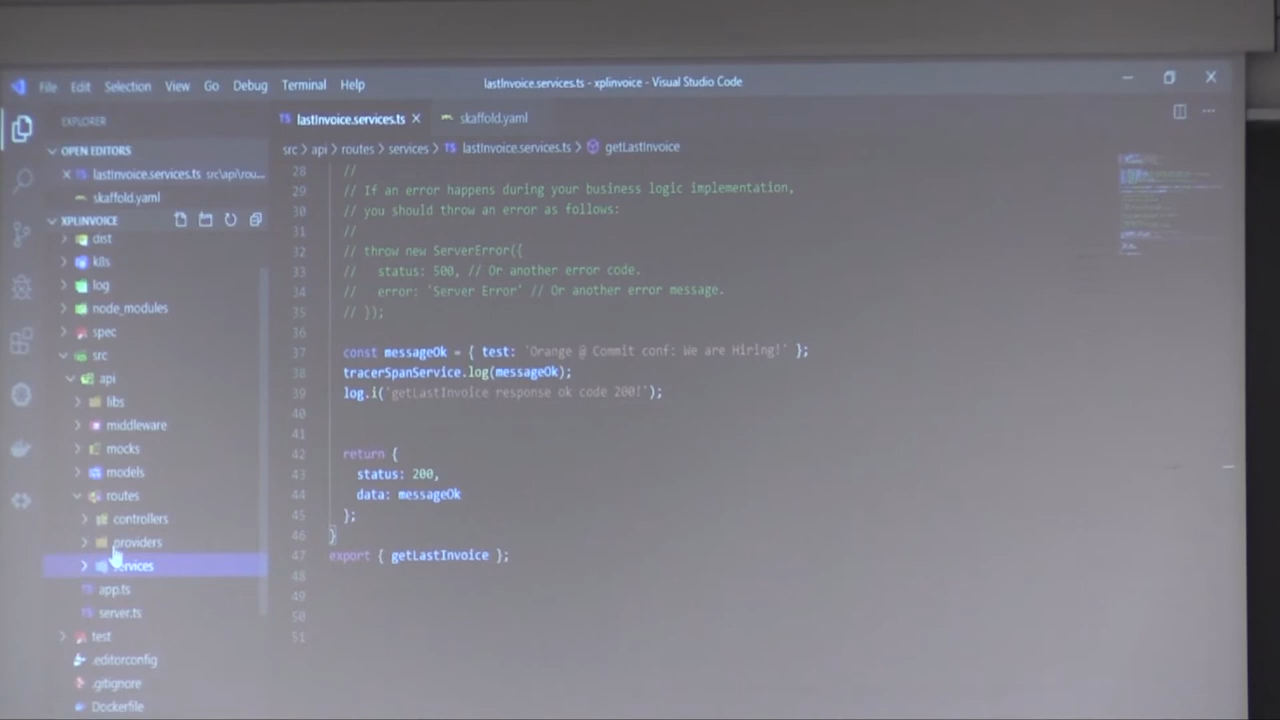 File Edit Selection View Go Debug Terminal Help
lastInvoice.services.ts - xplinvoice - Visual Studio Code
EXPLORER
OPEN EDITORS
TS lastInvoice.services.ts src\api\rou...
skaffold.yaml
XPLINVOICE
dist
k8s
log
node_modules
spec
src
api
libs
middleware
mocks
models
routes
controllers
providers
services
TS app.ts
TS server.ts
test
.editorconfig
.gitignore
Dockerfile
TS lastInvoice.services.ts
skaffold.yaml
src > api > routes > services > TS lastInvoice.services.ts > getLastInvoice
28 //
29 // If an error happens during your business logic implementation,
30 // you should throw an error as follows:
31 //
32 // throw new ServerError({
33 //   status: 500, // Or another error code.
34 //   error: 'Server Error' // Or another error message.
35 // });
36
37 const messageOk = { test: 'Orange @ Commit conf: We are Hiring!' };
38 tracerSpanService.log(messageOk);
39 log.i('getLastInvoice response ok code 200!');
40
41
42 return {
43 status: 200,
44 data: messageOk
45 };
46 }
47 export { getLastInvoice };
48
49
50
51